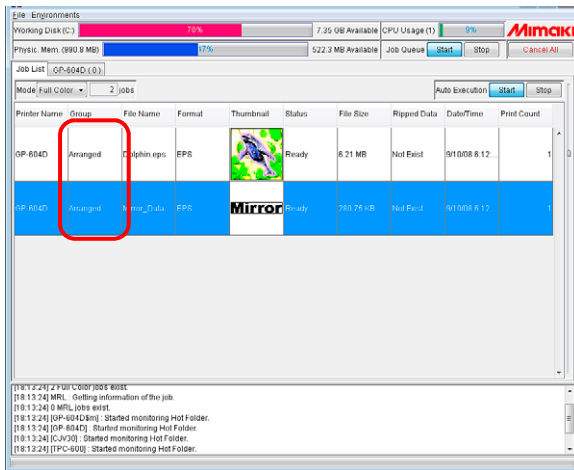 File Environments
Working Disk (C:) 70% 7.35 GB Available CPU Usage (1) 9% Mimaki
Physic. Mem. (990.8 MB) 47% 522.3 MB Available Job Queue Start Stop Cancel All
Job List GP-604D ( 0 )
Mode Full Color 2 jobs Auto Execution Start Stop
Printer Name Group File Name Format Thumbnail Status File Size Ripped Data Date/Time Print Count
GP-604D Arranged Dolphin.eps EPS Ready 6.21 MB Not Exist 9/10/08 6:12... 1
GP-604D Arranged Mirror_Data EPS Mirror Ready 280.75 KB Not Exist 9/10/08 6:12... 1
[18:13:24] 2 Full Color jobs exist.
[18:13:24] MRL : Getting information of the job.
[18:13:24] 0 MRL jobs exist.
[18:13:24] [GP-604D$m] : Started monitoring Hot Folder.
[18:13:24] [GP-604D] : Started monitoring Hot Folder.
[18:13:24] [CJV30] : Started monitoring Hot Folder.
[18:13:24] [TPC-600] : Started monitoring Hot Folder.